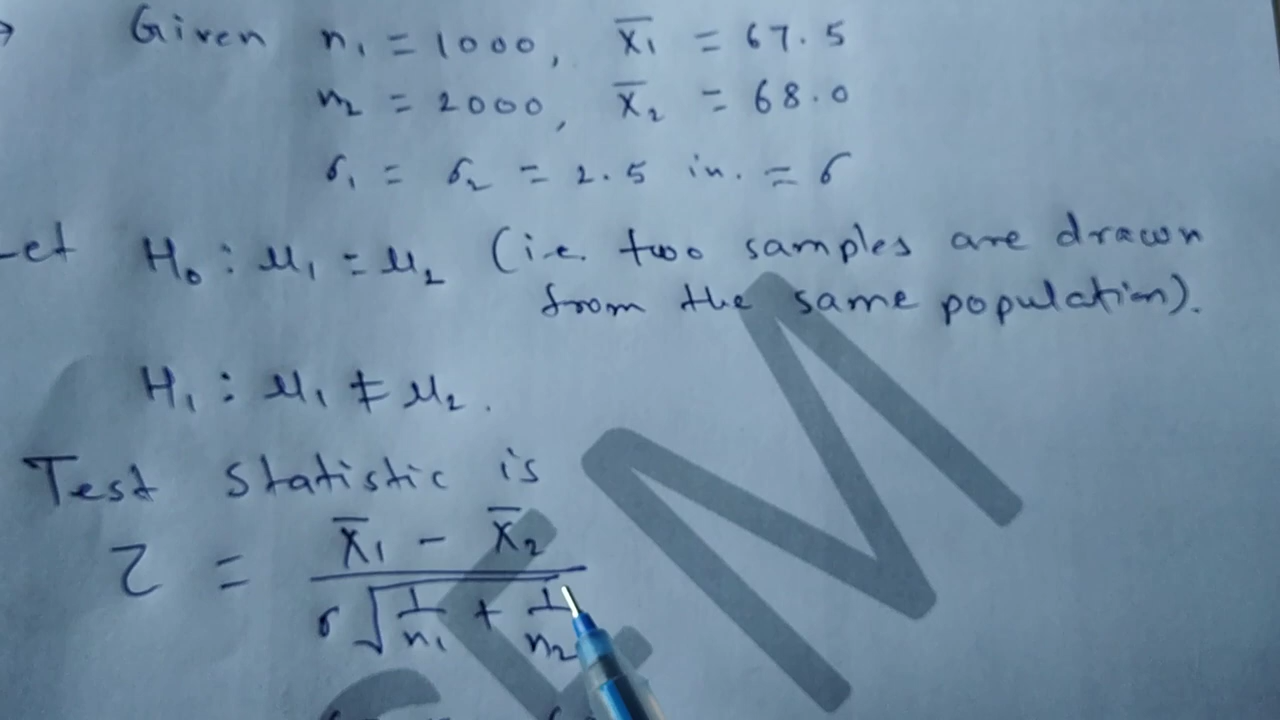 Given n₁ = 1000, x̄₁ = 67.5
n₂ = 2000, x̄₂ = 68.0
σ₁ = σ₂ = 2.5 in. = σ
Let H₀ : μ₁ = μ₂ (i.e. two samples are drawn
from the same population).
H₁ : μ₁ ≠ μ₂.
Test statistic is
Z = x̄₁ - x̄₂
σ√(1/n₁ + 1/n₂)